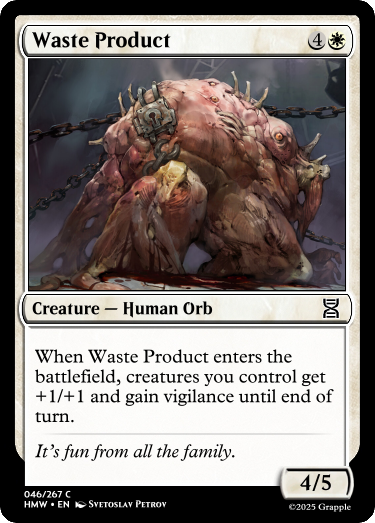 Waste Product 4
Creature — Human Orb
When Waste Product enters the
battlefield, creatures you control get
+1/+1 and gain vigilance until end of
turn.
It's fun from all the family.
4/5
046/267 C
HMW • EN Svetoslav Petrov
©2025 Grapple